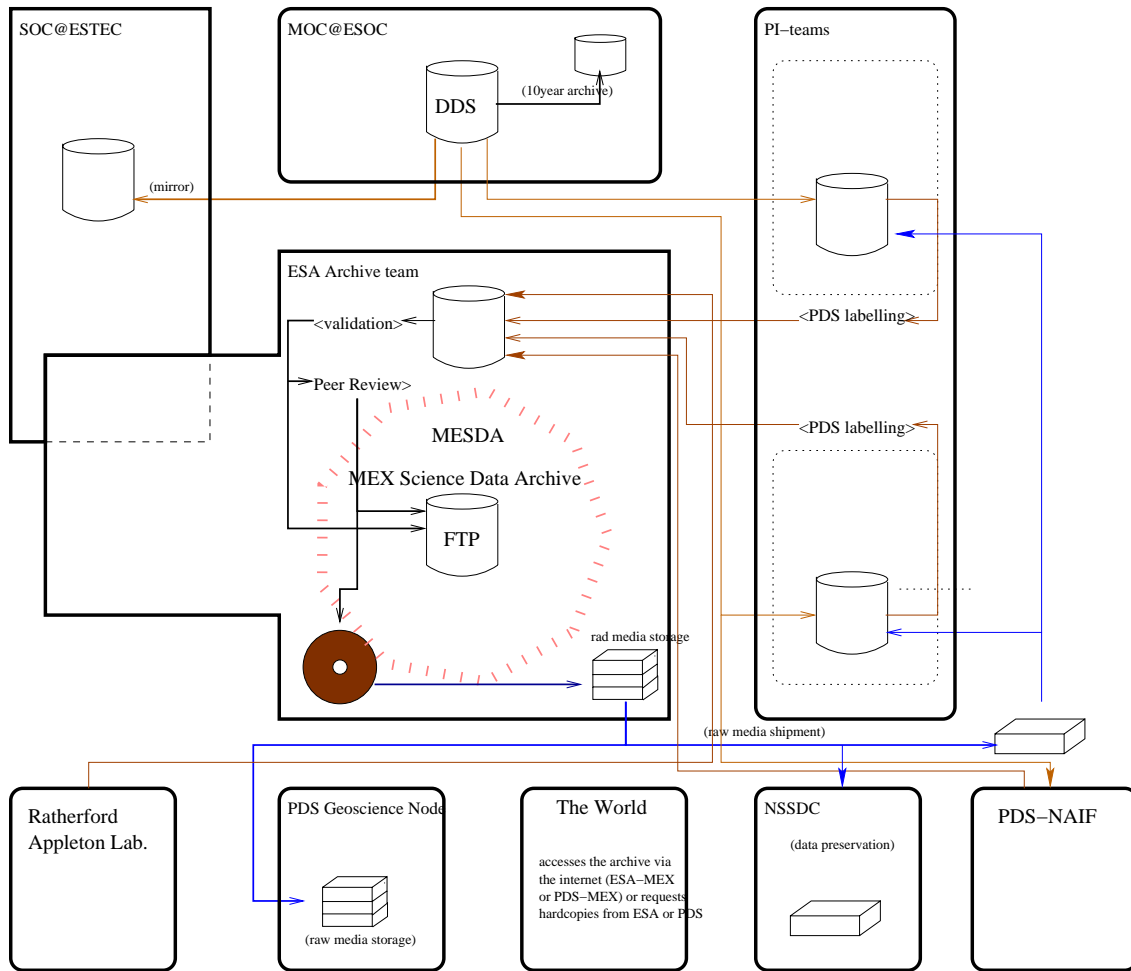 SOC@ESTEC
MOC@ESOC
PI−teams
DDS
(10year archive)
(mirror)
ESA Archive team
<validation>
<PDS labelling>
Peer Review>
MESDA
<PDS labelling>
MEX Science Data Archive
FTP
rad media storage
(raw media shipment)
Ratherford
Appleton Lab.
PDS Geoscience Node
(raw media storage)
The World
accesses the archive via
the internet (ESA−MEX
or PDS−MEX) or requests
hardcopies from ESA or PDS
NSSDC
(data preservation)
PDS−NAIF